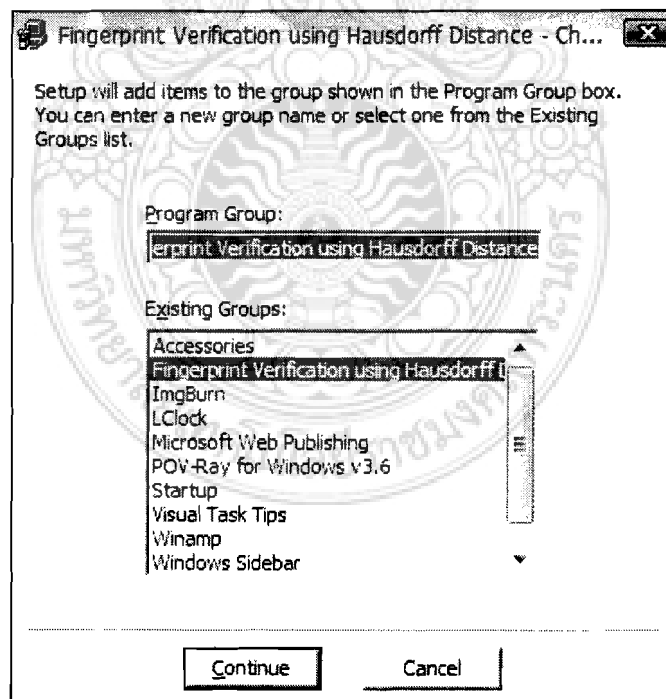 Fingerprint Verification using Hausdorff Distance - Ch...
Setup will add items to the group shown in the Program Group box.
You can enter a new group name or select one from the Existing
Groups list.
Program Group:
erprint Verification using Hausdorff Distance
Existing Groups:
Accessories
Fingerprint Verification using Hausdorff D
ImgBurn
LClock
Microsoft Web Publishing
POV-Ray for Windows v3.6
Startup
Visual Task Tips
Winamp
Windows Sidebar
Continue
Cancel